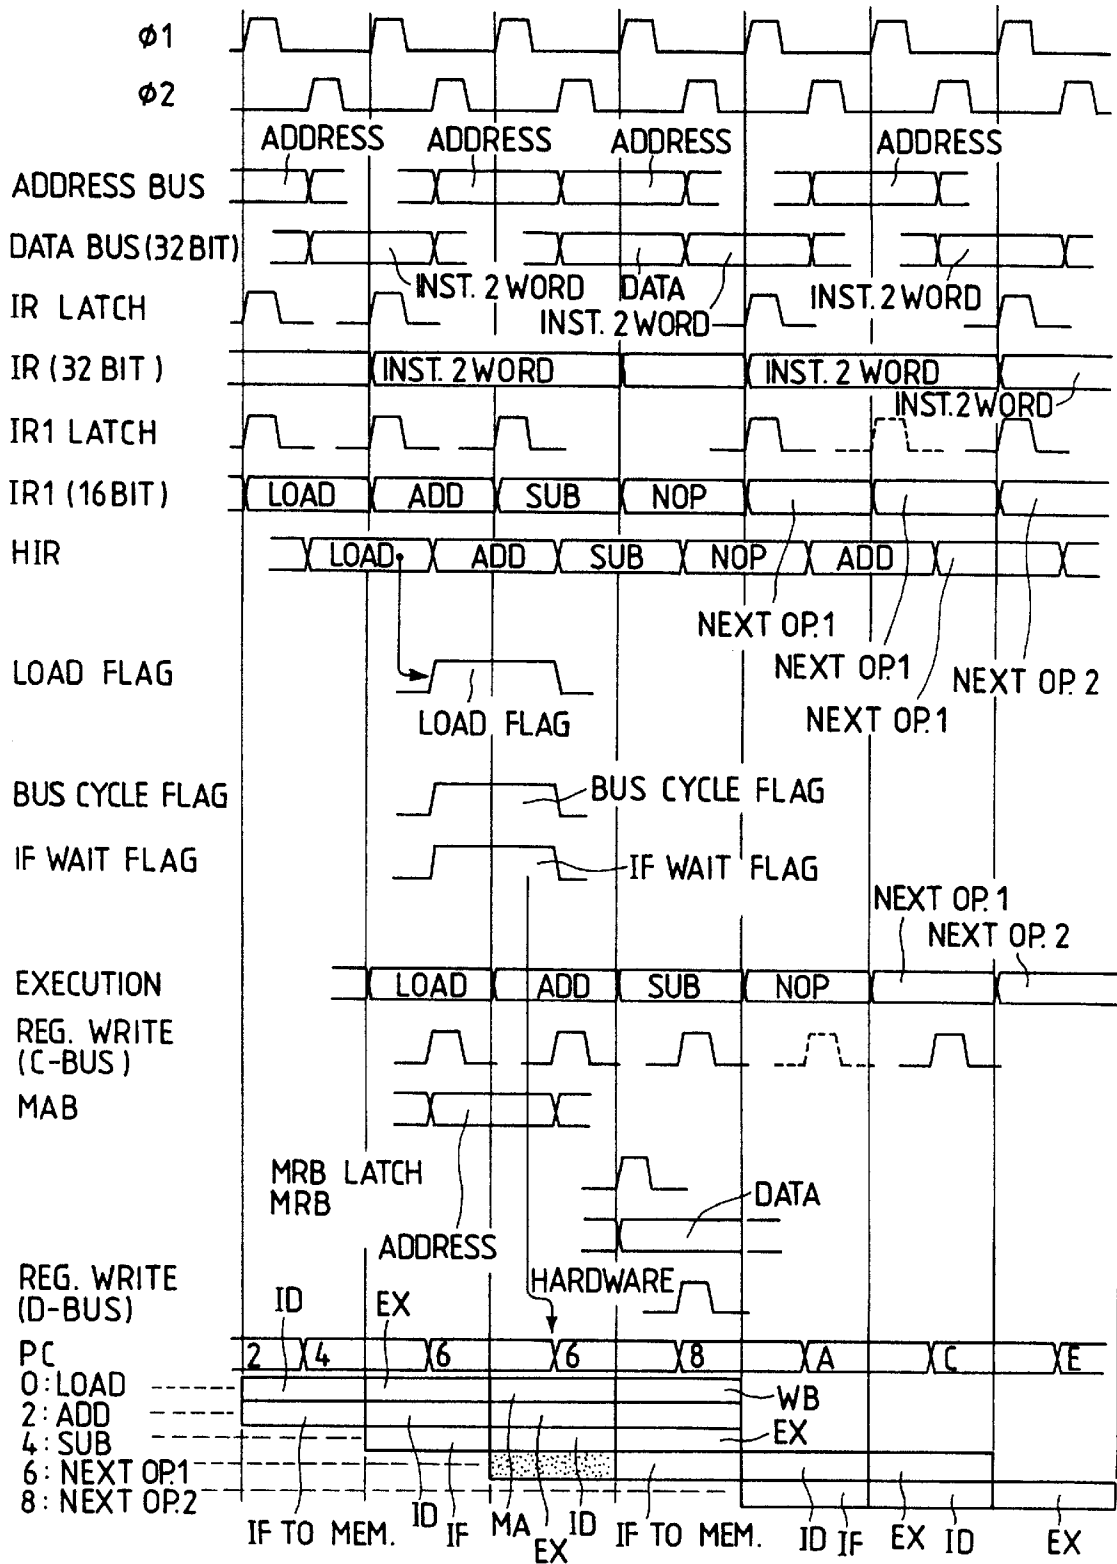 ø1
ø2
ADDRESS ADDRESS ADDRESS ADDRESS
ADDRESS BUS
DATA BUS (32 BIT)
INST. 2 WORD DATA INST. 2 WORD
IR LATCH
INST. 2 WORD
IR (32 BIT) INST. 2 WORD INST. 2 WORD
INST. 2 WORD
IR1 LATCH
IR1 (16 BIT) LOAD ADD SUB NOP
HIR LOAD ADD SUB NOP ADD
NEXT OP.1
NEXT OP.1 NEXT OP. 2
LOAD FLAG
LOAD FLAG NEXT OP.1
BUS CYCLE FLAG BUS CYCLE FLAG
IF WAIT FLAG IF WAIT FLAG
NEXT OP. 1
NEXT OP. 2
EXECUTION LOAD ADD SUB NOP
REG. WRITE
(C-BUS)
MAB
MRB LATCH
MRB DATA
ADDRESS
REG. WRITE HARDWARE
(D-BUS) ID EX
PC 2 4 6 6 8 A C E
0 : LOAD WB
2 : ADD EX
4 : SUB
6 : NEXT OP.1
8 : NEXT OP.2
IF TO MEM. ID IF MA EX ID IF TO MEM. ID IF EX ID EX